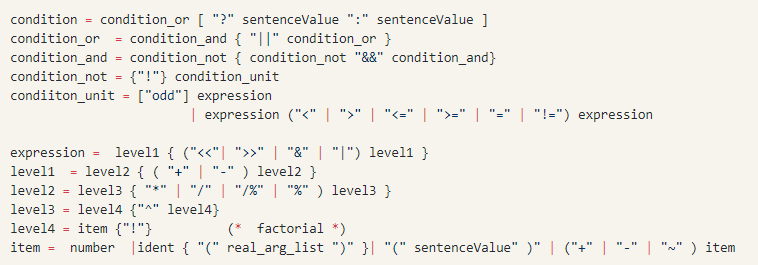 condition = condition_or [ "?" sentenceValue ":" sentenceValue ]
condition_or  = condition_and { "||" condition_or }
condition_and = condition_not { condition_not "&&" condition_and}
condition_not = {"!"} condition_unit
condiiton_unit = ["odd"] expression
                        | expression ("<" | ">" | "<=" | ">=" | "=" | "!=") expression

expression =  level1 { ("<<"| ">>" | "&" | "|") level1 }
level1  = level2 { ( "+" | "-" ) level2 }
level2 = level3 { "*" | "/" | "/%" | "%" ) level3 }
level3 = level4 {"^" level4}
level4 = item {"!"}          (*  factorial *)
item =  number  |ident { "(" real_arg_list ")" }| "(" sentenceValue" )" | ("+" | "-" | "~" ) item